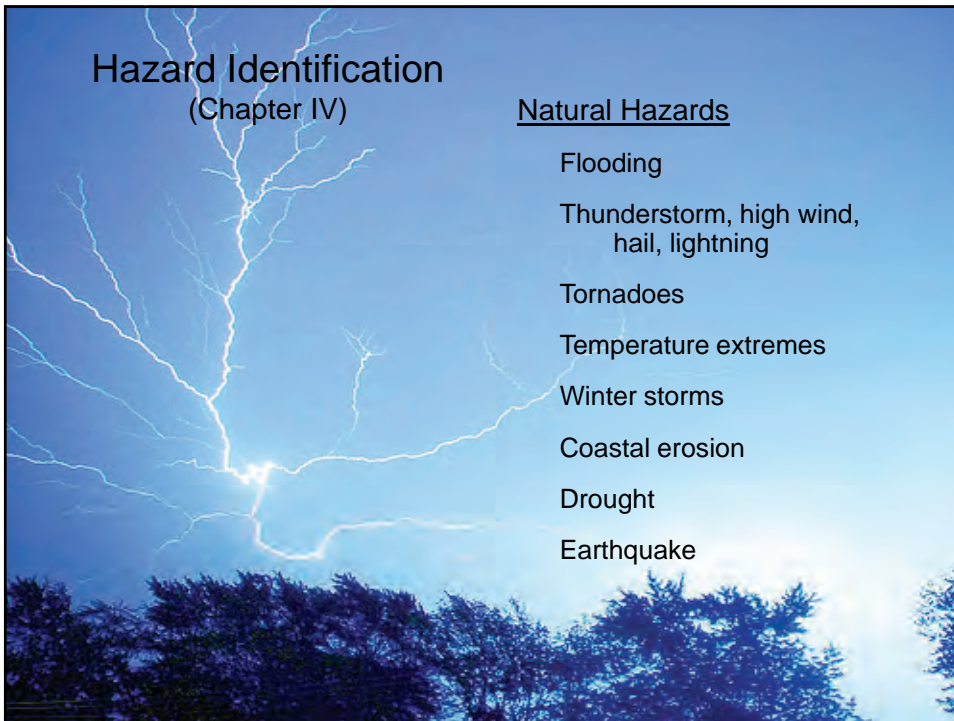 Hazard Identification
(Chapter IV)
Natural Hazards
Flooding
Thunderstorm, high wind,
hail, lightning
Tornadoes
Temperature extremes
Winter storms
Coastal erosion
Drought
Earthquake